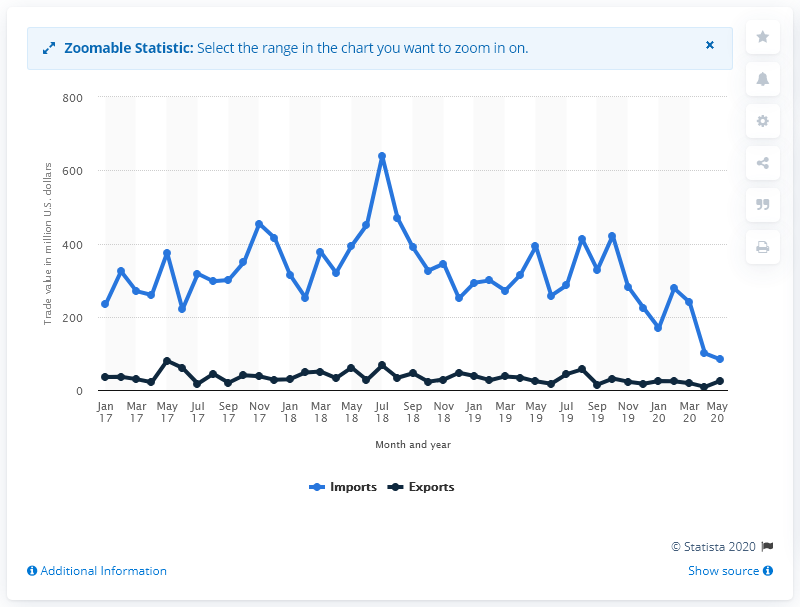 Zoomable Statistic: Select the range in the chart you want to zoom in on.
×
800
600
400
200
0
Trade value in million U.S. dollars
Jan Mar May Jul Sep Nov Jan Mar May Jul Sep Nov Jan Mar May Jul Sep Nov Jan Mar May
17 17 17 17 17 17 18 18 18 18 18 18 19 19 19 19 19 19 20 20 20
Month and year
Imports Exports
© Statista 2020
Additional Information Show source